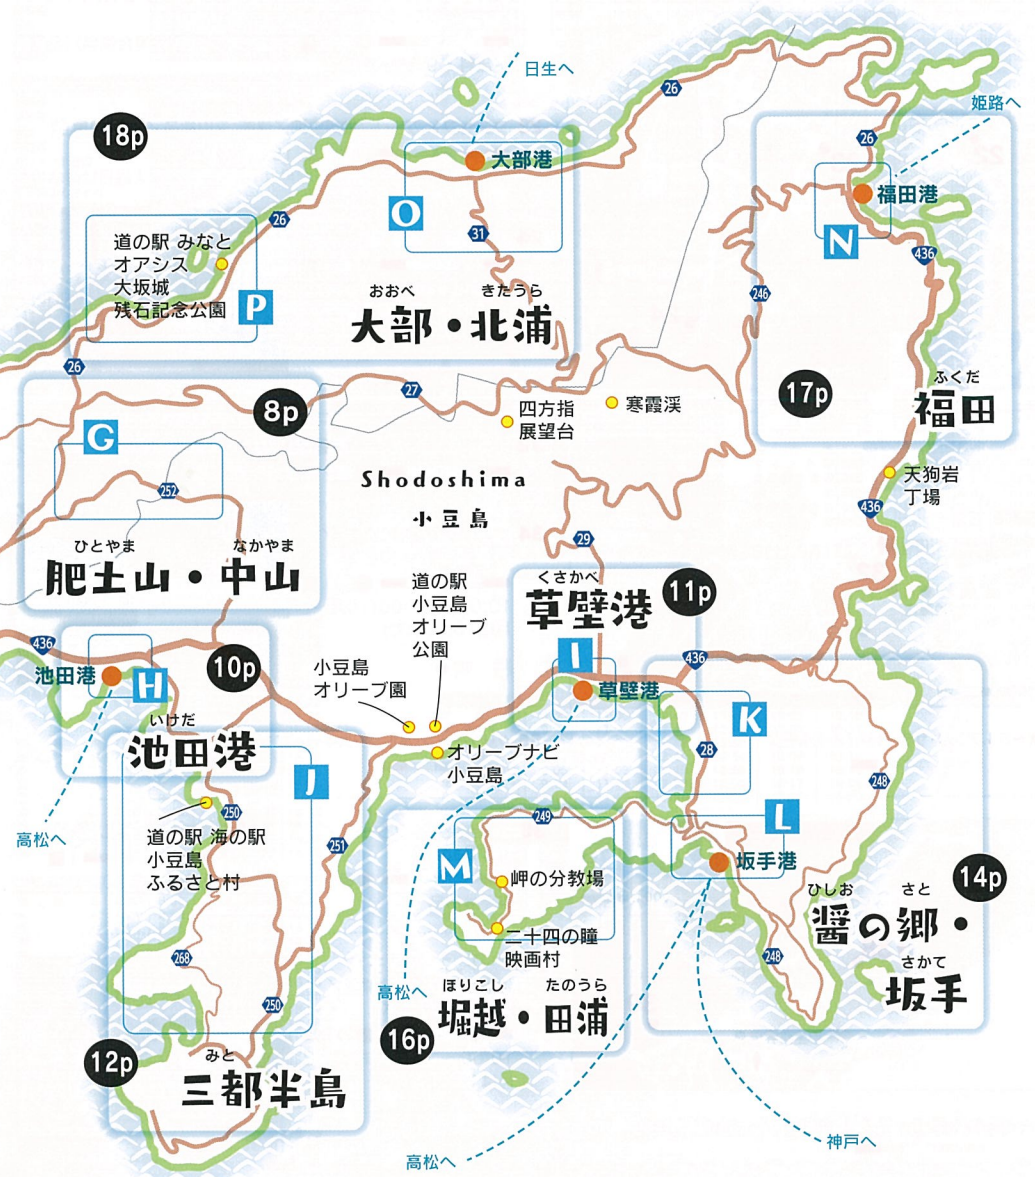 日生へ
26
姫路へ
18p
26
大部港
福田港
O
N
26
31
436
道の駅 みなと
オアシス
大坂城
残石記念公園
P
246
おおべ きたうら
大部・北浦
26
27
8p
17p
ふくだ
福田
四方指
展望台
寒霞渓
G
Shodoshima
小豆島
252
天狗岩
丁場
436
29
ひとやま なかやま
肥土山・中山
くさかべ
草壁港
11p
道の駅
小豆島
オリーブ
公園
436
池田港
H
10p
小豆島
オリーブ園
I
草壁港
436
いけだ
池田港
K
28
オリーブナビ
小豆島
J
248
250
道の駅 海の駅
小豆島
ふるさと村
251
高松へ
249
L
M
坂手港
岬の分教場
14p
ひしお さと
醤の郷・
さかて
坂手
二十四の瞳
映画村
268
248
250
高松へ
ほりこし たのうら
堀越・田浦
16p
12p
みと
三都半島
神戸へ
高松へ